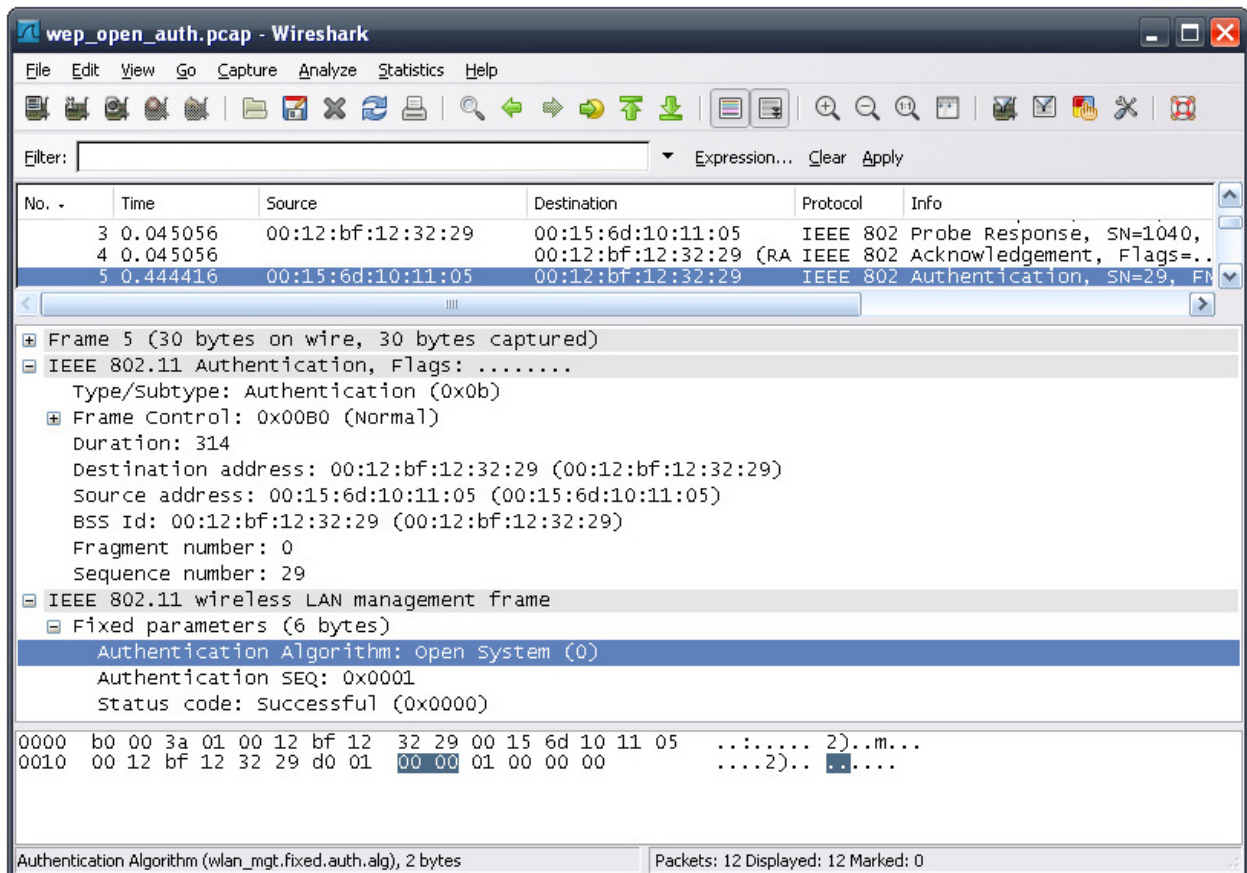 wep_open_auth.pcap - Wireshark
File Edit View Go Capture Analyze Statistics Help
Filter: Expression... Clear Apply
No. Time Source Destination Protocol Info
3 0.045056 00:12:bf:12:32:29 00:15:6d:10:11:05 IEEE 802 Probe Response, SN=1040,
4 0.045056 00:12:bf:12:32:29 (RA IEEE 802 Acknowledgement, Flags=..
5 0.444416 00:15:6d:10:11:05 00:12:bf:12:32:29 IEEE 802 Authentication, SN=29, FN
Frame 5 (30 bytes on wire, 30 bytes captured)
IEEE 802.11 Authentication, Flags: ........
Type/Subtype: Authentication (0x0b)
Frame Control: 0x00B0 (Normal)
Duration: 314
Destination address: 00:12:bf:12:32:29 (00:12:bf:12:32:29)
Source address: 00:15:6d:10:11:05 (00:15:6d:10:11:05)
BSS Id: 00:12:bf:12:32:29 (00:12:bf:12:32:29)
Fragment number: 0
Sequence number: 29
IEEE 802.11 wireless LAN management frame
Fixed parameters (6 bytes)
Authentication Algorithm: Open System (0)
Authentication SEQ: 0x0001
Status code: Successful (0x0000)
0000 b0 00 3a 01 00 12 bf 12 32 29 00 15 6d 10 11 05 ..:..... 2)..m...
0010 00 12 bf 12 32 29 d0 01 00 00 01 00 00 00 ....2).. ......
Authentication Algorithm (wlan_mgt.fixed.auth.alg), 2 bytes Packets: 12 Displayed: 12 Marked: 0